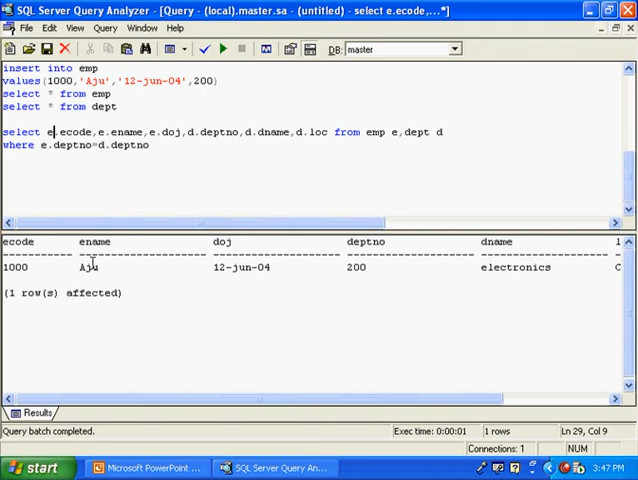 SQL Server Query Analyzer - [Query - (local).master.sa - (untitled) - select e.ecode,...*]
File Edit Query Tools Window Help
DB: master
insert into emp
values(1000,'Aju','12-jun-04',200)
select * from emp
select * from dept
select e.ecode,e.ename,e.doj,d.deptno,d.dname,d.loc from emp e,dept d
where e.deptno=d.deptno
ecode ename doj deptno dname l
1000 Aju 12-jun-04 200 electronics C
(1 row(s) affected)
Results
Query batch completed. Exec time: 0:00:01 1 rows Ln 29, Col 9
Connections: 1 NUM
start Microsoft PowerPoint ... SQL Server Query An... 3:47 PM